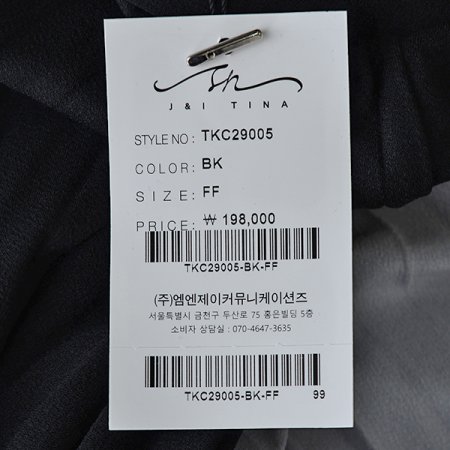 J & I TINA
STYLE NO: TKC29005
COLOR: BK
SIZE: FF
PRICE: ₩ 198,000
TKC29005-BK-FF
(주)엠엔제이커뮤니케이션즈
서울특별시 금천구 두산로 75 홍은빌딩 5층
소비자 상담실 : 070-4647-3635
TKC29005-BK-FF 99